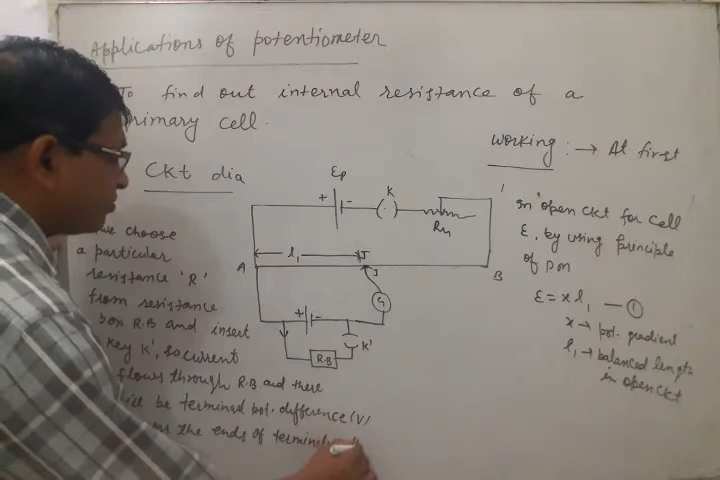 Applications of potentiometer
To find out internal resistance of a
primary cell.
Ckt dia
we choose
a particular
resistance 'R'
from resistance
box R.B and insert
key K', so current
flows through R.B and there
be terminal pot. difference (V)
the ends of terminal
Ep
+ -
K
Rh
A
l₁
J
J
B
G
+ -
K'
R.B
Working : → At first
in open ckt for cell
Ɛ, by using principle
of
Ɛ = x l₁ — ①
x → pot. gradient
l₁ → balanced length
in open ckt